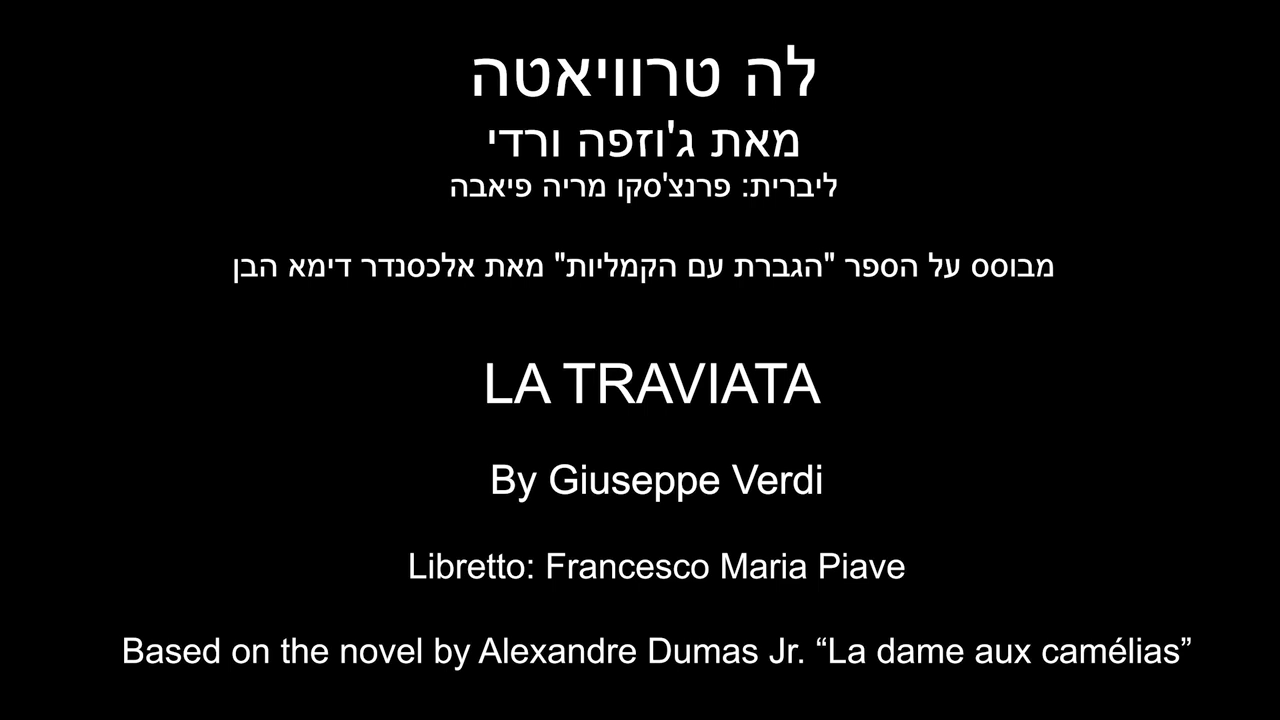 לה טרוויאטה
מאת ג'וזפה ורדי
ליברית: פרנצ'סקו מריה פיאבה
מבוסס על הספר "הגברת עם הקמליות" מאת אלכסנדר דימא הבן
LA TRAVIATA
By Giuseppe Verdi
Libretto: Francesco Maria Piave
Based on the novel by Alexandre Dumas Jr. “La dame aux camélias”